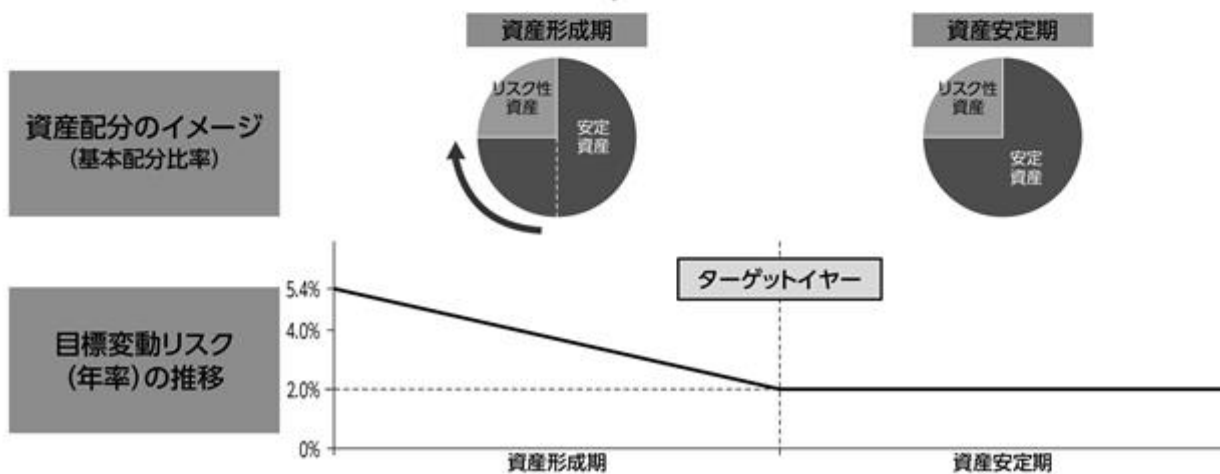 資産形成期
資産安定期
資産配分のイメージ
(基本配分比率)
リスク性
資産
安定
資産
リスク性
資産
安定
資産
目標変動リスク
(年率)の推移
ターゲットイヤー
5.4%
4.0%
2.0%
0%
資産形成期
資産安定期